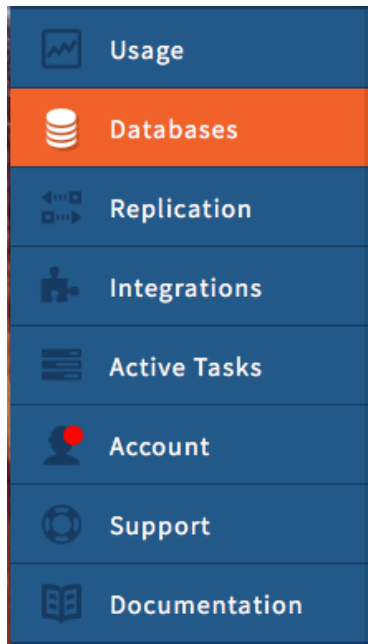 Usage
Databases
Replication
Integrations
Active Tasks
Account
Support
Documentation